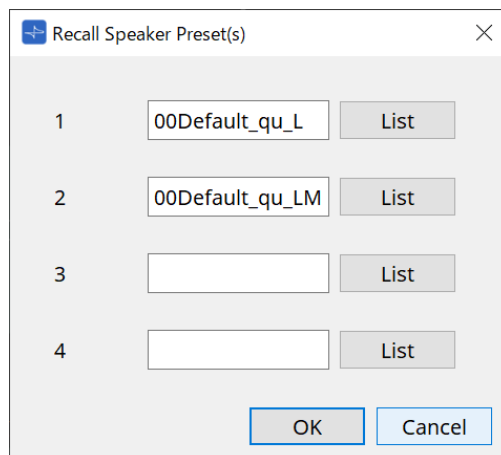 Recall Speaker Preset(s)
1 00Default_qu_L List
2 00Default_qu_LM List
3 List
4 List
OK Cancel